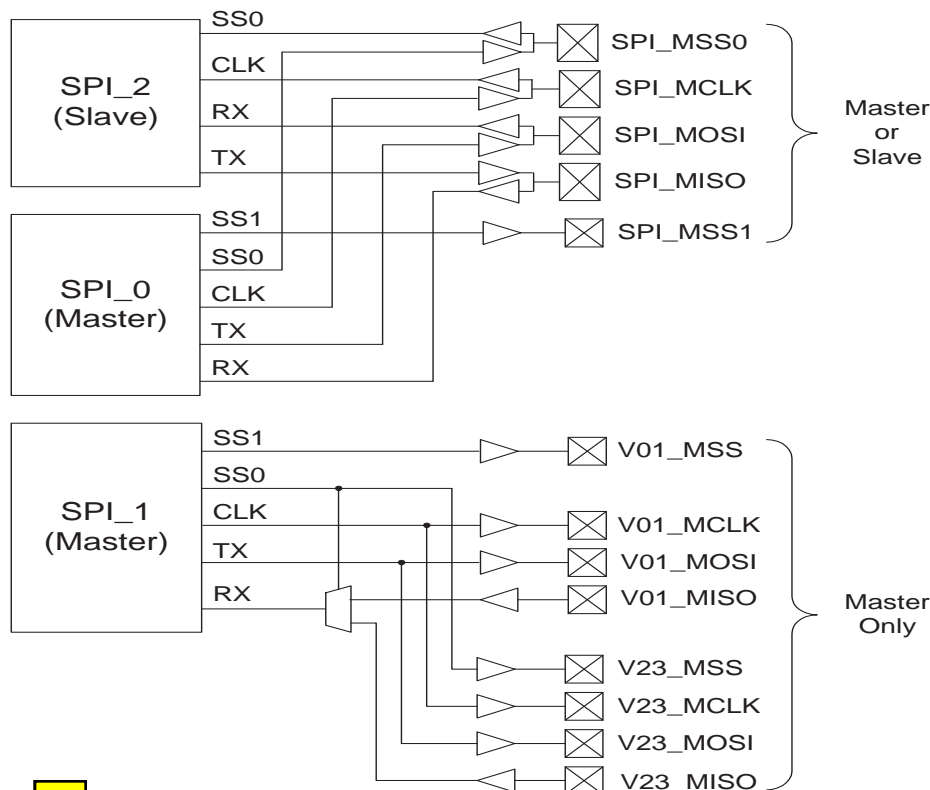 SPI_2
(Slave)
SS0
CLK
RX
TX
SPI_MSS0
SPI_MCLK
SPI_MOSI
SPI_MISO
SPI_MSS1
Master
or
Slave
SPI_0
(Master)
SS1
SS0
CLK
TX
RX
SPI_1
(Master)
SS1
SS0
CLK
TX
RX
V01_MSS
V01_MCLK
V01_MOSI
V01_MISO
V23_MSS
V23_MCLK
V23_MOSI
V23_MISO
Master
Only